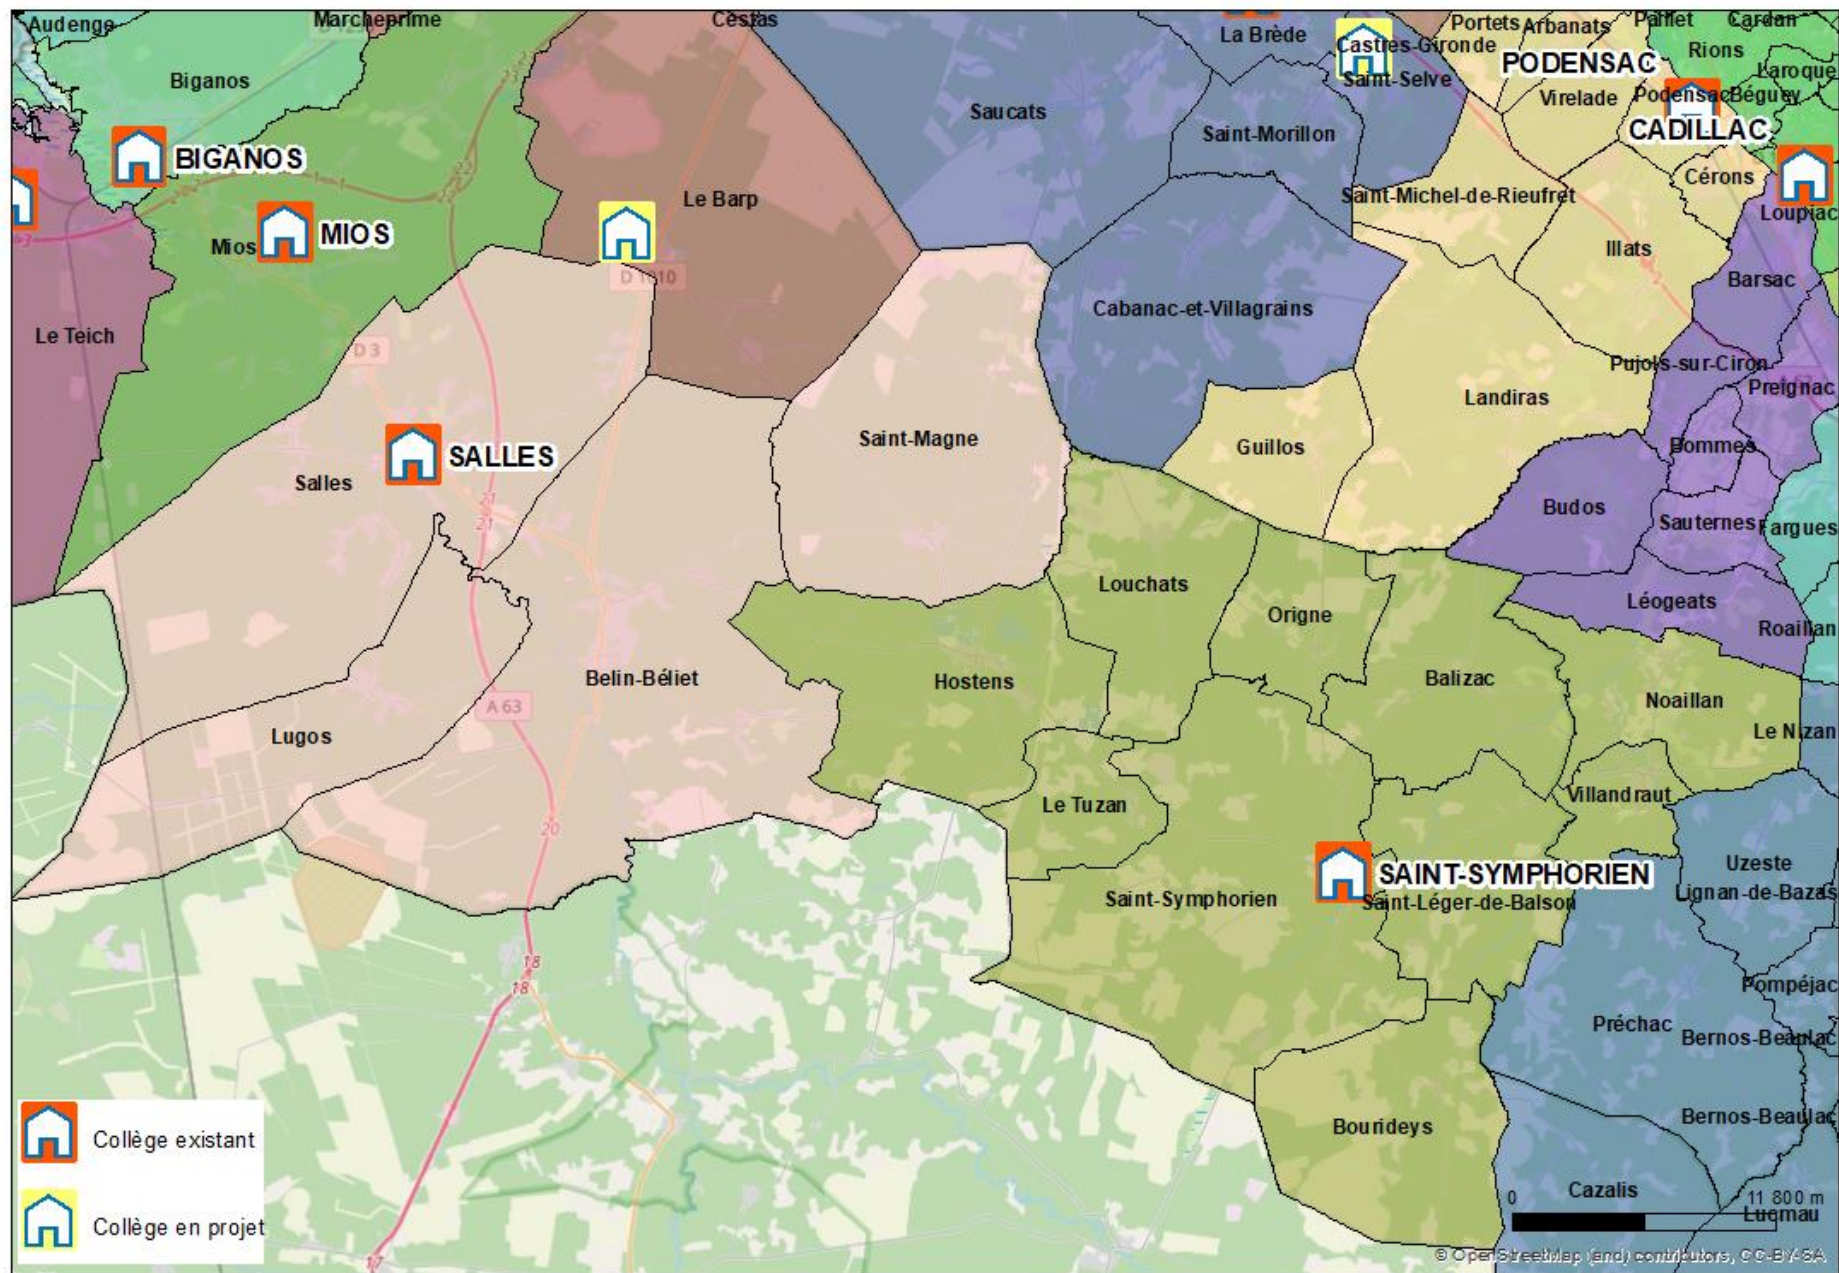 Audenge
Marcheprime
Cestas
D 1250
La Brède
Castres-Gironde
Portets
Arbanats
Paillet
Cardan
Rions
Biganos
Saint-Selve
PODENSAC
Laroque
Virelade
Podensac
Béguey
Saucats
Saint-Morillon
CADILLAC
23
23
BIGANOS
22
22
Cérons
Le Barp
Saint-Michel-de-Rieufret
Loupiac
MIOS
Mios
3
Illats
D 1010
Barsac
Cabanac-et-Villagrains
Le Teich
D 3
Pujols-sur-Ciron
Preignac
Landiras
Saint-Magne
Guillos
Bommes
SALLES
Salles
21
21
Budos
Sauternes
Fargues
Louchats
Origne
Léogeats
Roaillan
Belin-Béliet
Hostens
Balizac
Noaillan
A 63
Lugos
Le Nizan
Le Tuzan
Villandraut
20
Uzeste
SAINT-SYMPHORIEN
Saint-Symphorien
Saint-Léger-de-Balson
Lignan-de-Bazas
18
18
Pompéjac
Préchac
Bernos-Beaulac
Bernos-Beaulac
Bourideys
Collège existant
Cazalis
0
11 800 m
Lucmau
Collège en projet
17
© OpenStreetMap (and) contributors, CC-BY-SA